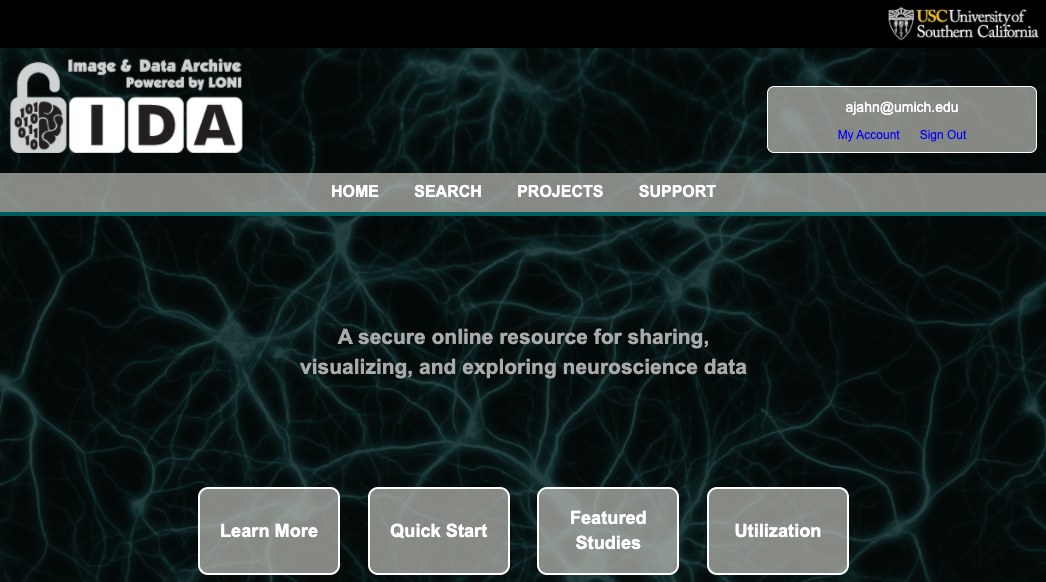 USC University of
Southern California
Image & Data Archive
Powered by LONI
IDA
ajahn@umich.edu
My Account Sign Out
HOME SEARCH PROJECTS SUPPORT
A secure online resource for sharing,
visualizing, and exploring neuroscience data
Learn More Quick Start Featured Studies Utilization